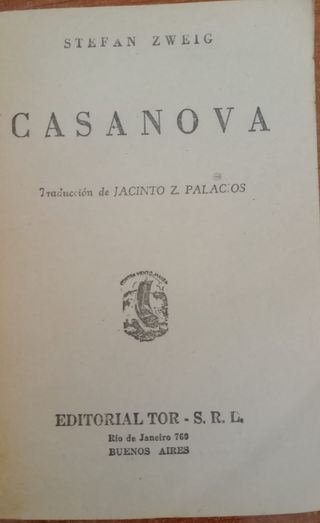 STEFAN ZWEIG
CASANOVA
Traducción de JACINTO Z. PALACIOS
EDITORIAL TOR - S. R. L.
Río de Janeiro 760
BUENOS AIRES